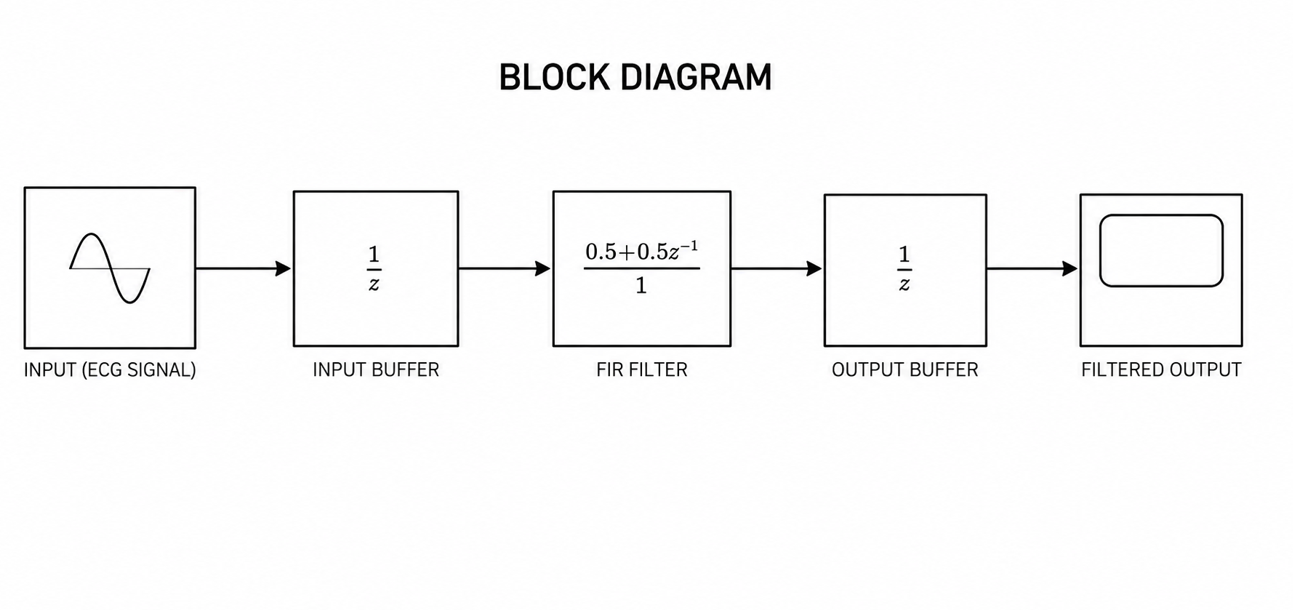 BLOCK DIAGRAM
1
z
0.5+0.5z⁻¹
1
1
z
INPUT (ECG SIGNAL)
INPUT BUFFER
FIR FILTER
OUTPUT BUFFER
FILTERED OUTPUT